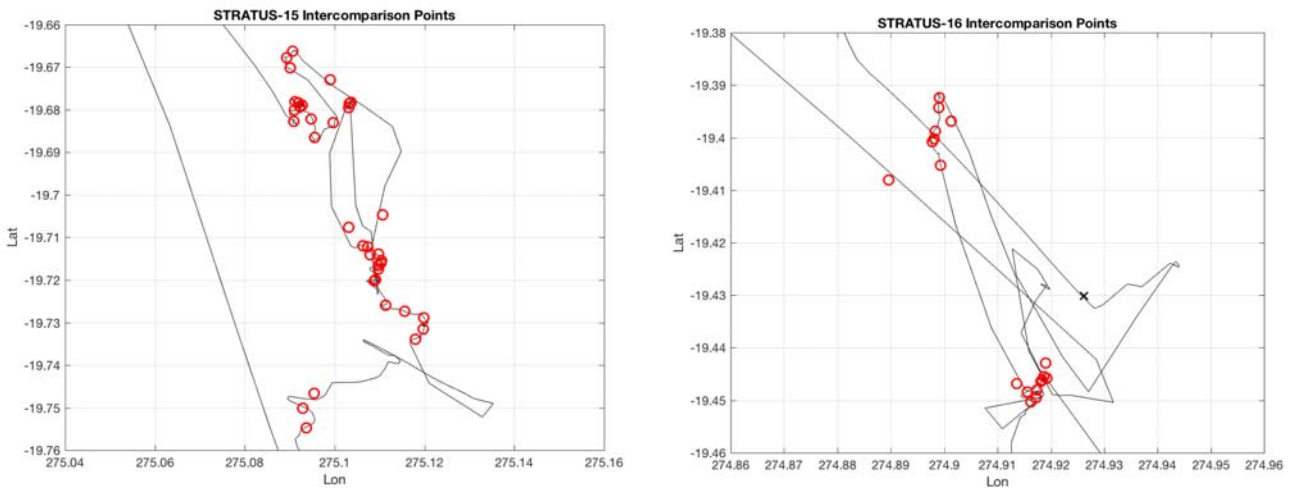 STRATUS-15 Intercomparison Points
-19.66
-19.67
-19.68
-19.69
-19.7
-19.71
-19.72
-19.73
-19.74
-19.75
-19.76
Lat
275.04 275.06 275.08 275.1 275.12 275.14 275.16
Lon
STRATUS-16 Intercomparison Points
-19.38
-19.39
-19.4
-19.41
-19.42
-19.43
-19.44
-19.45
-19.46
Lat
274.86 274.87 274.88 274.89 274.9 274.91 274.92 274.93 274.94 274.95 274.96
Lon